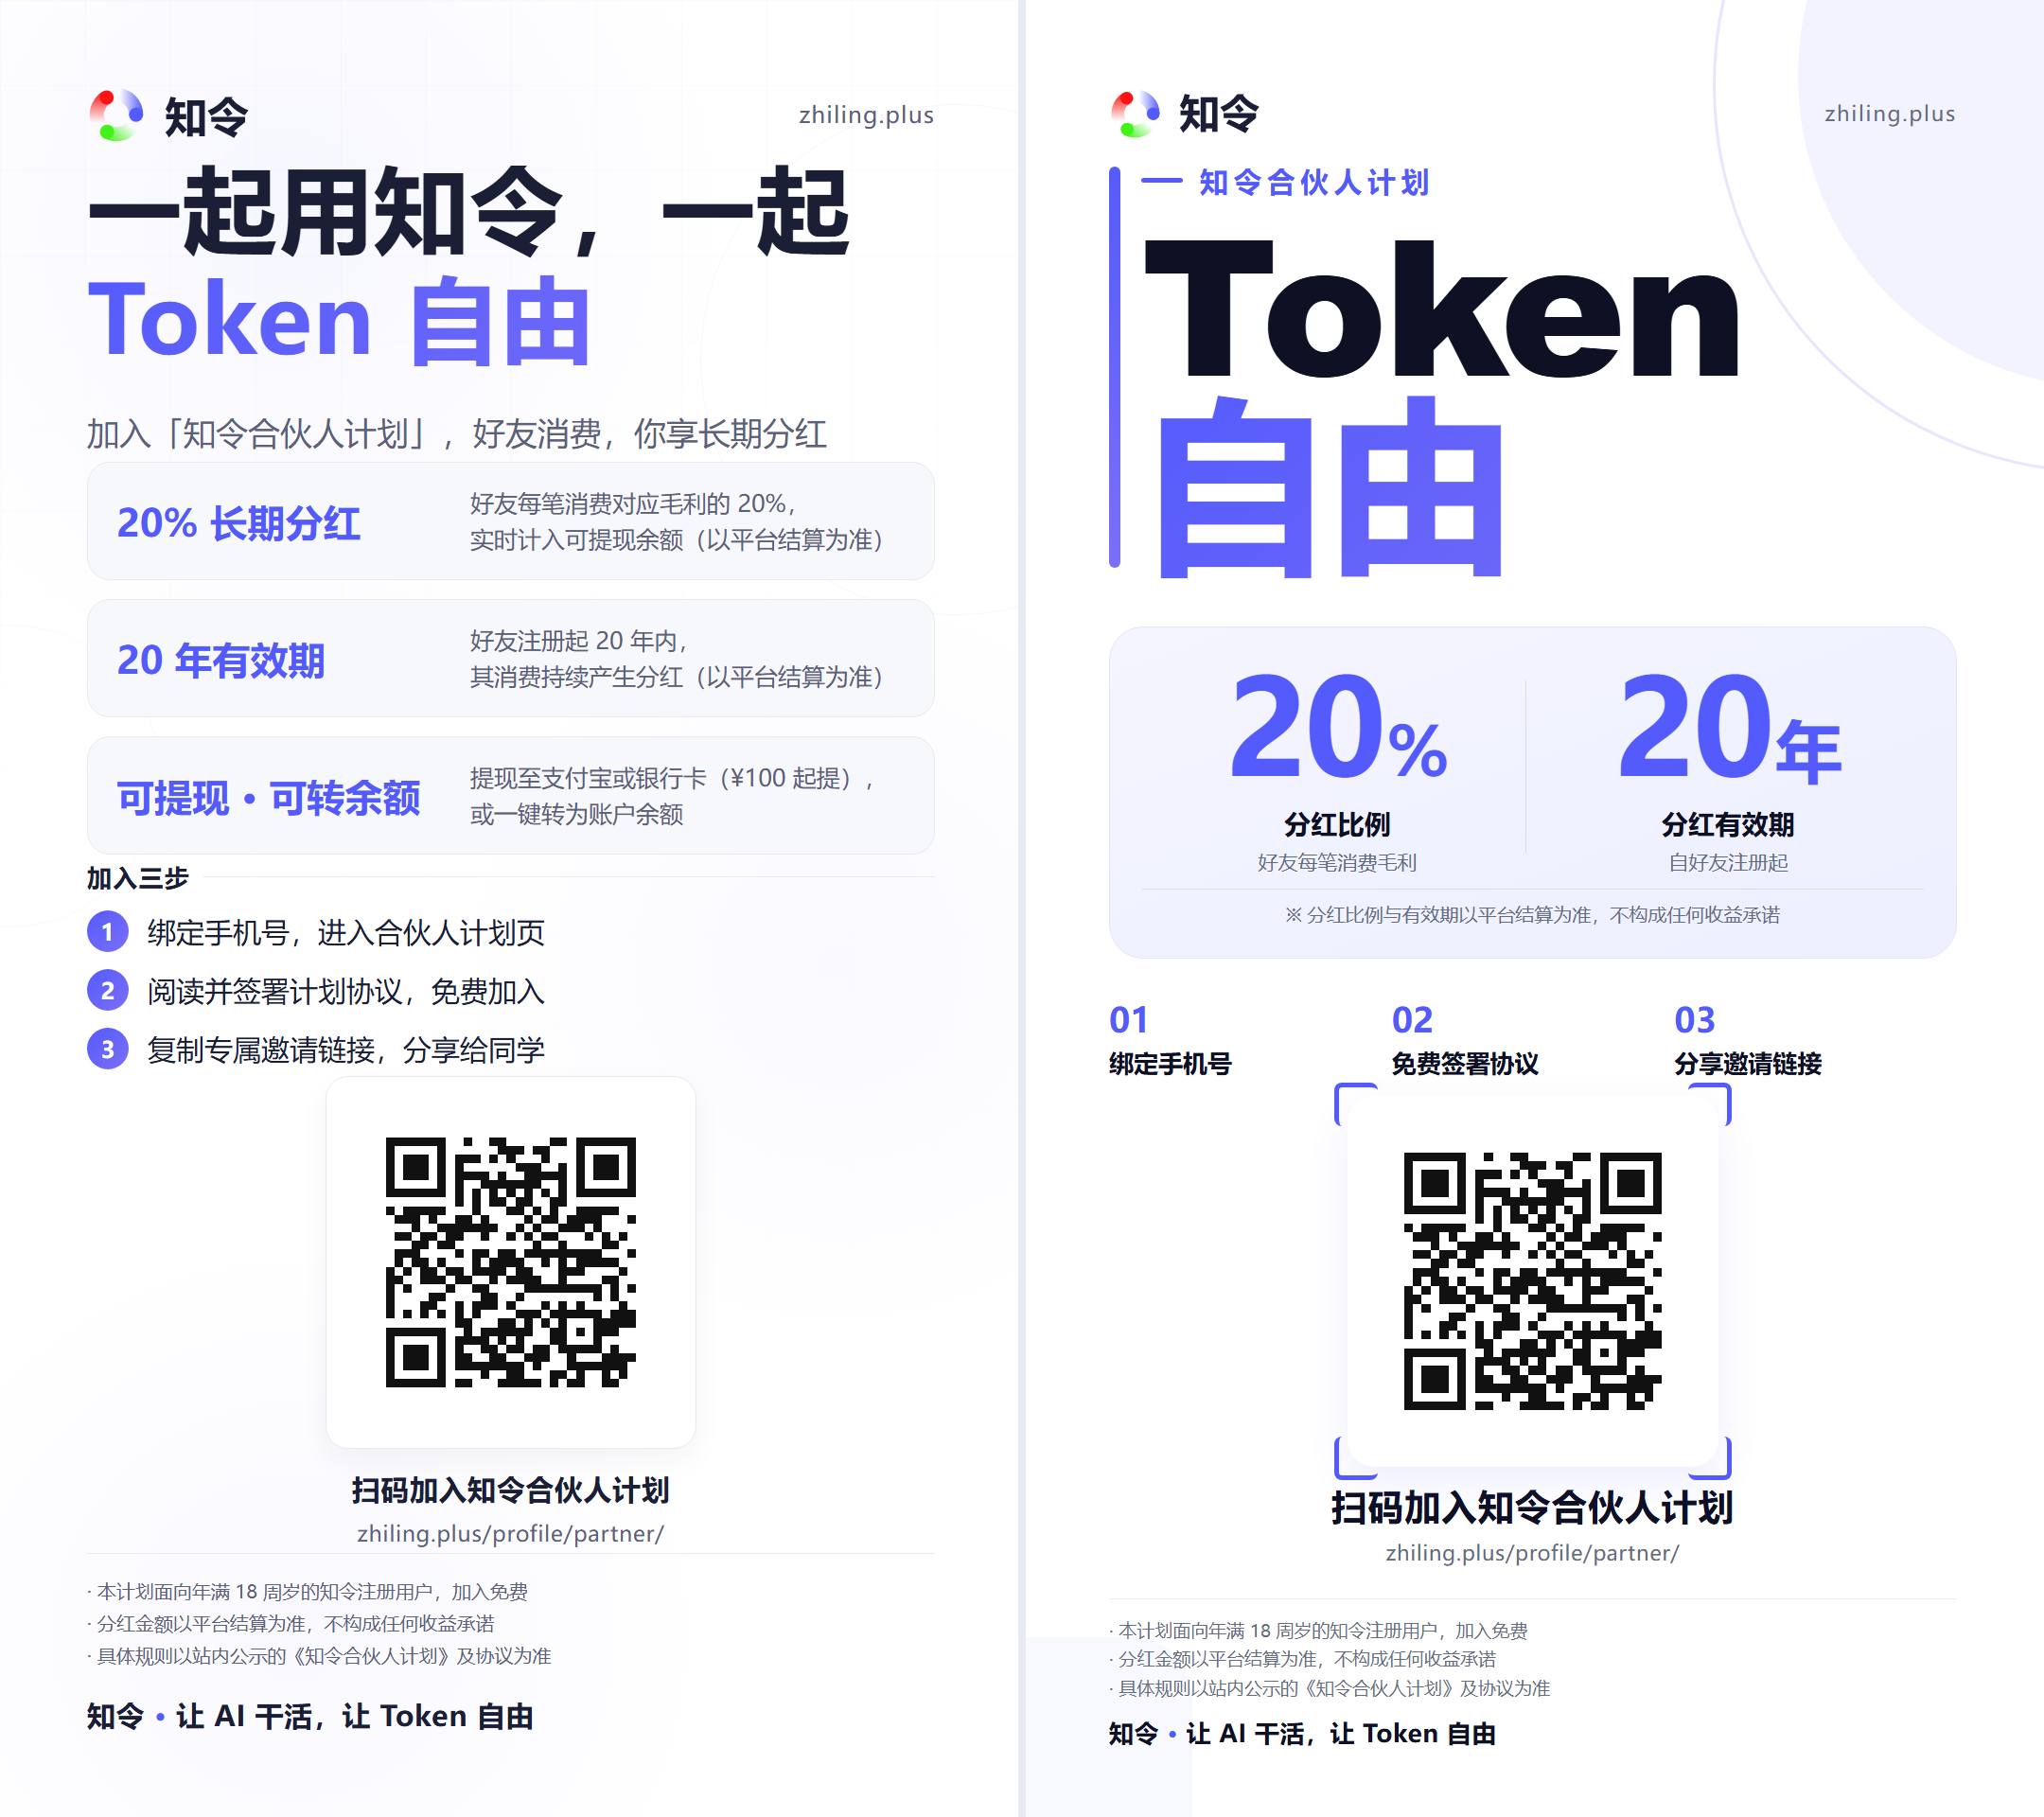 知令
zhiling.plus
一起用知令，一起
Token 自由
加入「知令合伙人计划」，好友消费，你享长期分红
20% 长期分红
好友每笔消费对应毛利的 20%，
实时计入可提现余额（以平台结算为准）
20 年有效期
好友注册起 20 年内，
其消费持续产生分红（以平台结算为准）
可提现 • 可转余额
提现至支付宝或银行卡（¥100 起提），
或一键转为账户余额
加入三步
1 绑定手机号，进入合伙人计划页
2 阅读并签署计划协议，免费加入
3 复制专属邀请链接，分享给同学
扫码加入知令合伙人计划
zhiling.plus/profile/partner/
· 本计划面向年满 18 周岁的知令注册用户，加入免费
· 分红金额以平台结算为准，不构成任何收益承诺
· 具体规则以站内公示的《知令合伙人计划》及协议为准
知令 • 让 AI 干活，让 Token 自由
知令
zhiling.plus
知令合伙人计划
Token
自由
20%
分红比例
好友每笔消费毛利
20年
分红有效期
自好友注册起
※ 分红比例与有效期以平台结算为准，不构成任何收益承诺
01
绑定手机号
02
免费签署协议
03
分享邀请链接
扫码加入知令合伙人计划
zhiling.plus/profile/partner/
· 本计划面向年满 18 周岁的知令注册用户，加入免费
· 分红金额以平台结算为准，不构成任何收益承诺
· 具体规则以站内公示的《知令合伙人计划》及协议为准
知令 • 让 AI 干活，让 Token 自由